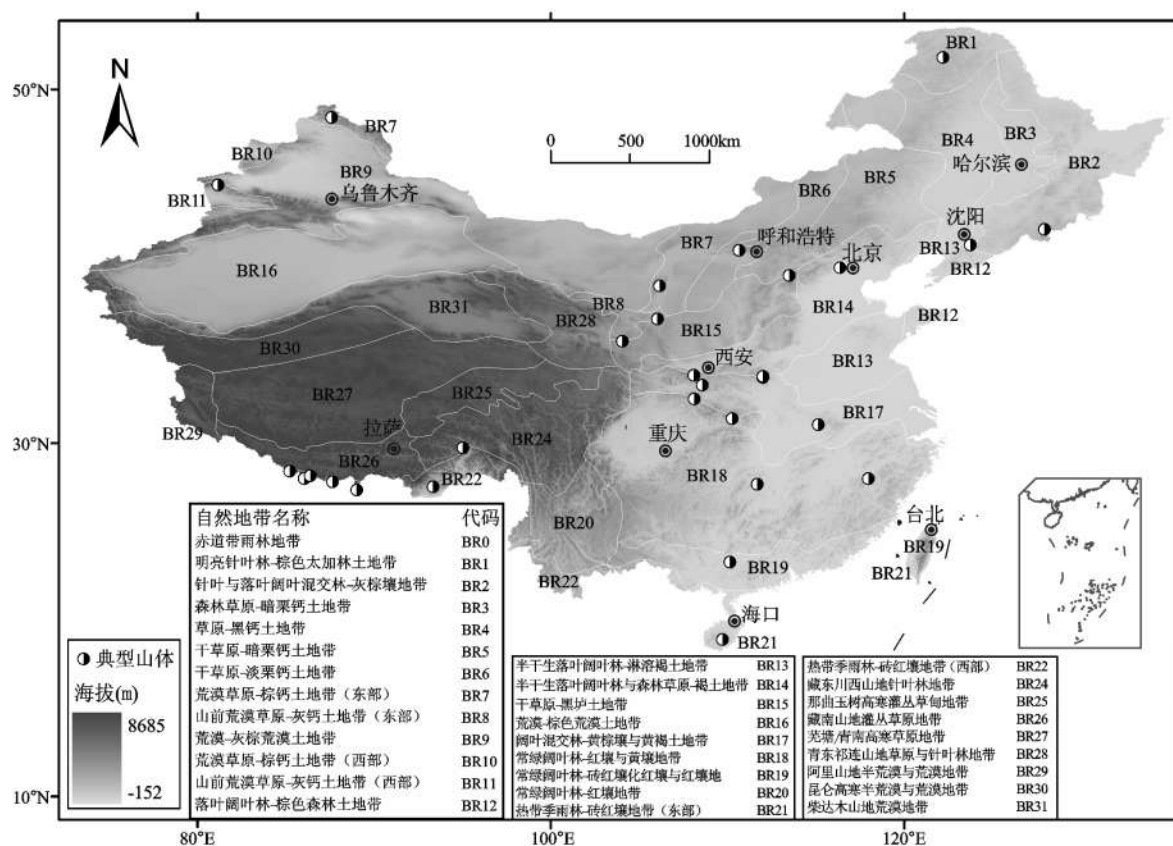 N
50°N
30°N
10°N
80°E
100°E
120°E
0 500 1000km
BR1
BR7
BR10
BR9
BR3
BR4
哈尔滨
BR2
BR11
乌鲁木齐
BR5
BR6
沈阳
呼和浩特
BR7
北京
BR13
BR12
BR16
BR31
BR8
BR28
BR14
BR12
BR15
BR30
西安
BR13
BR27
BR25
BR17
BR29
拉萨
BR24
重庆
BR26
BR22
BR18
台北
BR20
BR19
BR19
BR21
BR22
海口
BR21
自然地带名称 代码
赤道带雨林地带 BR0
明亮针叶林-棕色太加林土地带 BR1
针叶与落叶阔叶混交林-灰棕壤地带 BR2
森林草原-暗栗钙土地带 BR3
草原-黑钙土地带 BR4
干草原-暗栗钙土地带 BR5
干草原-淡栗钙土地带 BR6
荒漠草原-棕钙土地带（东部） BR7
山前荒漠草原-灰钙土地带（东部） BR8
荒漠-灰棕荒漠土地带 BR9
荒漠草原-棕钙土地带（西部） BR10
山前荒漠草原-灰钙土地带（西部） BR11
落叶阔叶林-棕色森林土地带 BR12
半干生落叶阔叶林-淋溶褐土地带 BR13
半干生落叶阔叶林与森林草原-褐土地带 BR14
干草原-黑垆土地带 BR15
荒漠-棕色荒漠土地带 BR16
阔叶混交林-黄棕壤与黄褐土地带 BR17
常绿阔叶林-红壤与黄壤地带 BR18
常绿阔叶林-砖红壤化红壤与红壤地 BR19
常绿阔叶林-红壤地带 BR20
热带季雨林-砖红壤地带（东部） BR21
热带季雨林-砖红壤地带（西部） BR22
藏东川西山地针叶林地带 BR24
那曲玉树高寒灌丛草甸地带 BR25
藏南山地灌丛草原地带 BR26
羌塘/青南高寒草原地带 BR27
青东祁连山地草原与针叶林地带 BR28
阿里山地半荒漠与荒漠地带 BR29
昆仑高寒半荒漠与荒漠地带 BR30
柴达木山地荒漠地带 BR31
典型山体
海拔(m)
8685
-152